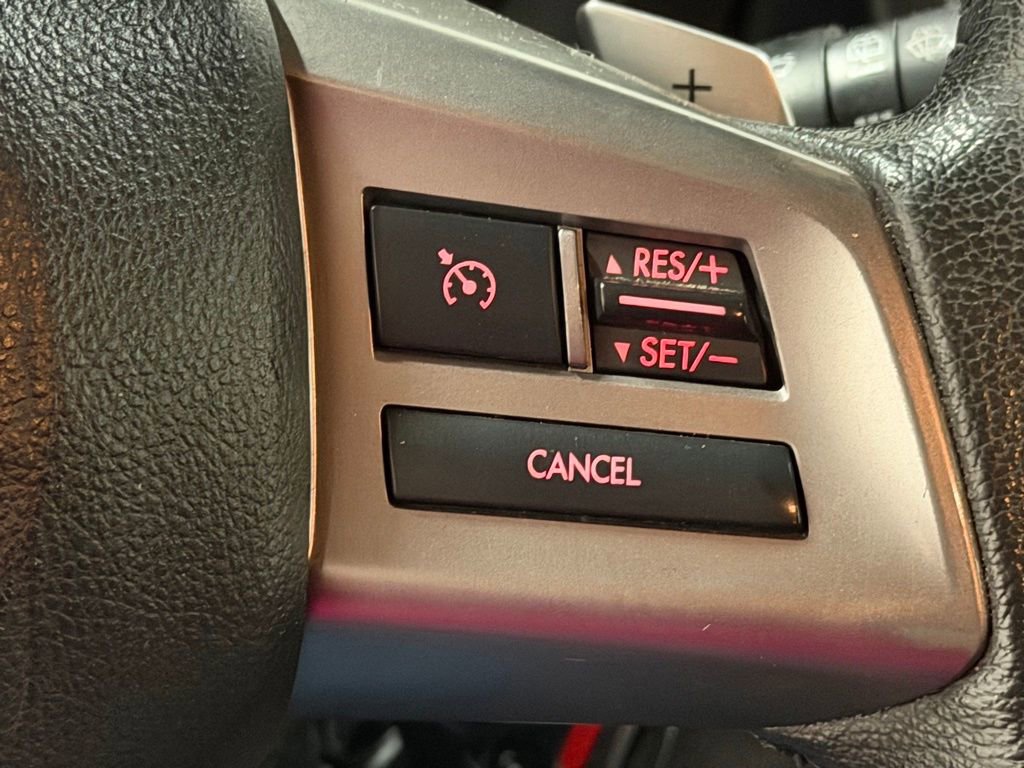 +
▲ RES/+
▼ SET/−
CANCEL